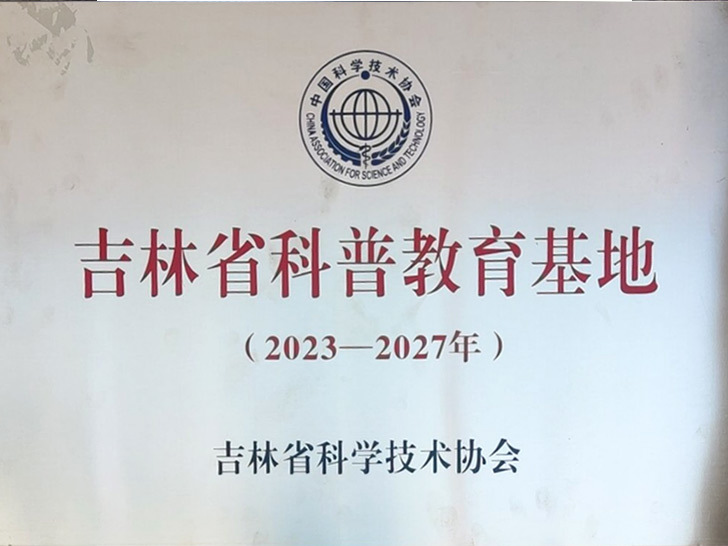 中国科学技术协会
CHINA ASSOCIATION FOR SCIENCE AND TECHNOLOGY
吉林省科普教育基地
（2023—2027年）
吉林省科学技术协会